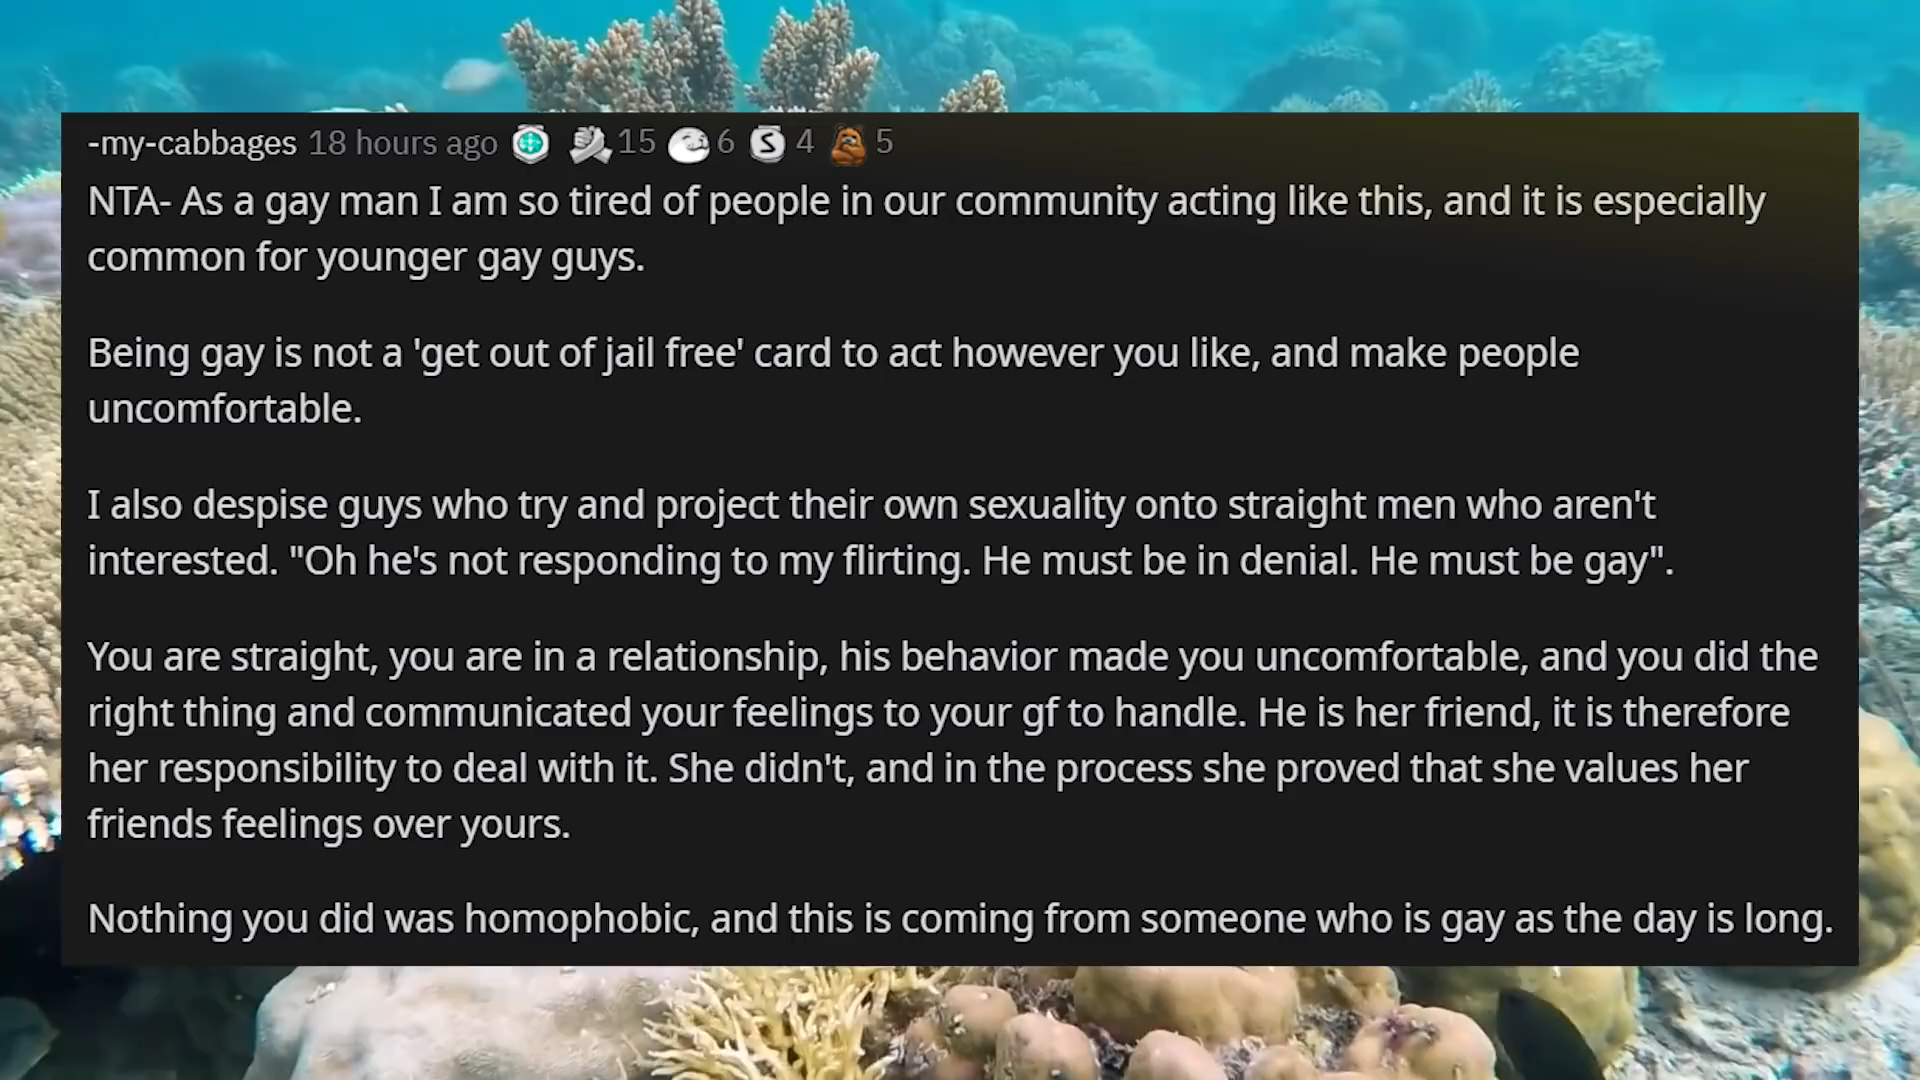 -my-cabbages 18 hours ago 15 6 S 4 5
NTA- As a gay man I am so tired of people in our community acting like this, and it is especially
common for younger gay guys.
Being gay is not a 'get out of jail free' card to act however you like, and make people
uncomfortable.
I also despise guys who try and project their own sexuality onto straight men who aren't
interested. "Oh he's not responding to my flirting. He must be in denial. He must be gay".
You are straight, you are in a relationship, his behavior made you uncomfortable, and you did the
right thing and communicated your feelings to your gf to handle. He is her friend, it is therefore
her responsibility to deal with it. She didn't, and in the process she proved that she values her
friends feelings over yours.
Nothing you did was homophobic, and this is coming from someone who is gay as the day is long.